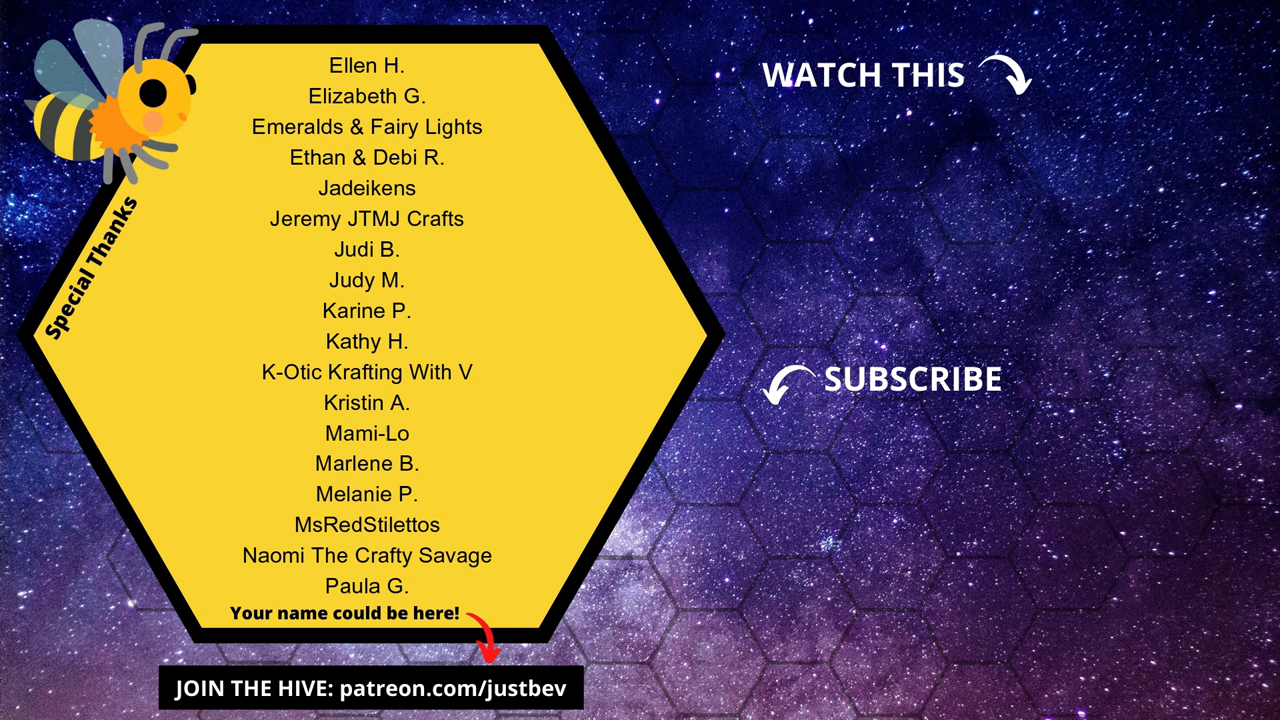 Special Thanks
Ellen H.
Elizabeth G.
Emeralds & Fairy Lights
Ethan & Debi R.
Jadeikens
Jeremy JTMJ Crafts
Judi B.
Judy M.
Karine P.
Kathy H.
K-Otic Krafting With V
Kristin A.
Mami-Lo
Marlene B.
Melanie P.
MsRedStilettos
Naomi The Crafty Savage
Paula G.
Your name could be here!
JOIN THE HIVE: patreon.com/justbev
WATCH THIS
SUBSCRIBE